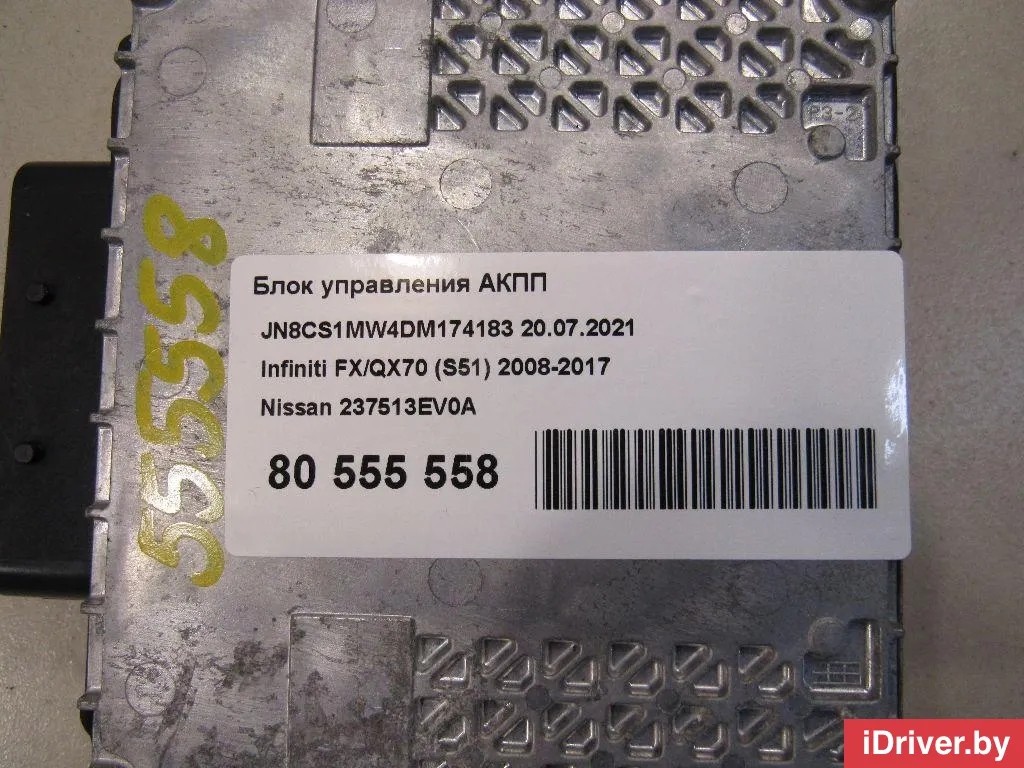 P3-2
555558
Блок управления АКПП
JN8CS1MW4DM174183 20.07.2021
Infiniti FX/QX70 (S51) 2008-2017
Nissan 237513EV0A
80 555 558
iDriver.by